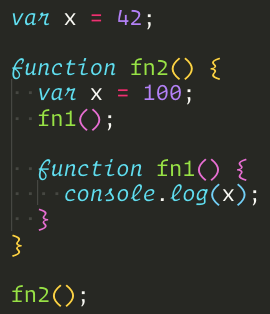 var x = 42;

function fn2() {
  var x = 100;
  fn1();

  function fn1() {
    console.log(x);
  }
}

fn2();